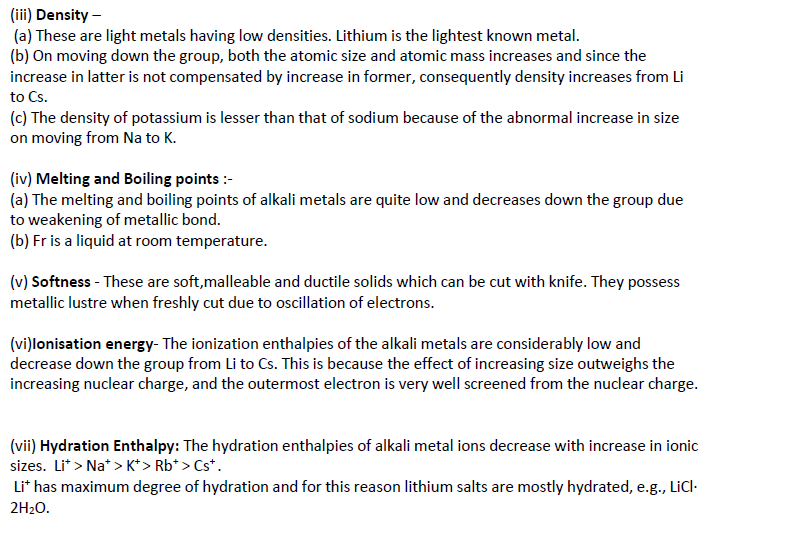 (iii) Density –
(a) These are light metals having low densities. Lithium is the lightest known metal.
(b) On moving down the group, both the atomic size and atomic mass increases and since the
increase in latter is not compensated by increase in former, consequently density increases from Li
to Cs.
(c) The density of potassium is lesser than that of sodium because of the abnormal increase in size
on moving from Na to K.
(iv) Melting and Boiling points :-
(a) The melting and boiling points of alkali metals are quite low and decreases down the group due
to weakening of metallic bond.
(b) Fr is a liquid at room temperature.
(v) Softness - These are soft,malleable and ductile solids which can be cut with knife. They possess
metallic lustre when freshly cut due to oscillation of electrons.
(vi)Ionisation energy- The ionization enthalpies of the alkali metals are considerably low and
decrease down the group from Li to Cs. This is because the effect of increasing size outweighs the
increasing nuclear charge, and the outermost electron is very well screened from the nuclear charge.
(vii) Hydration Enthalpy: The hydration enthalpies of alkali metal ions decrease with increase in ionic
sizes. Li⁺ > Na⁺ > K⁺ > Rb⁺ > Cs⁺ .
Li⁺ has maximum degree of hydration and for this reason lithium salts are mostly hydrated, e.g., LiCl·
2H₂O.